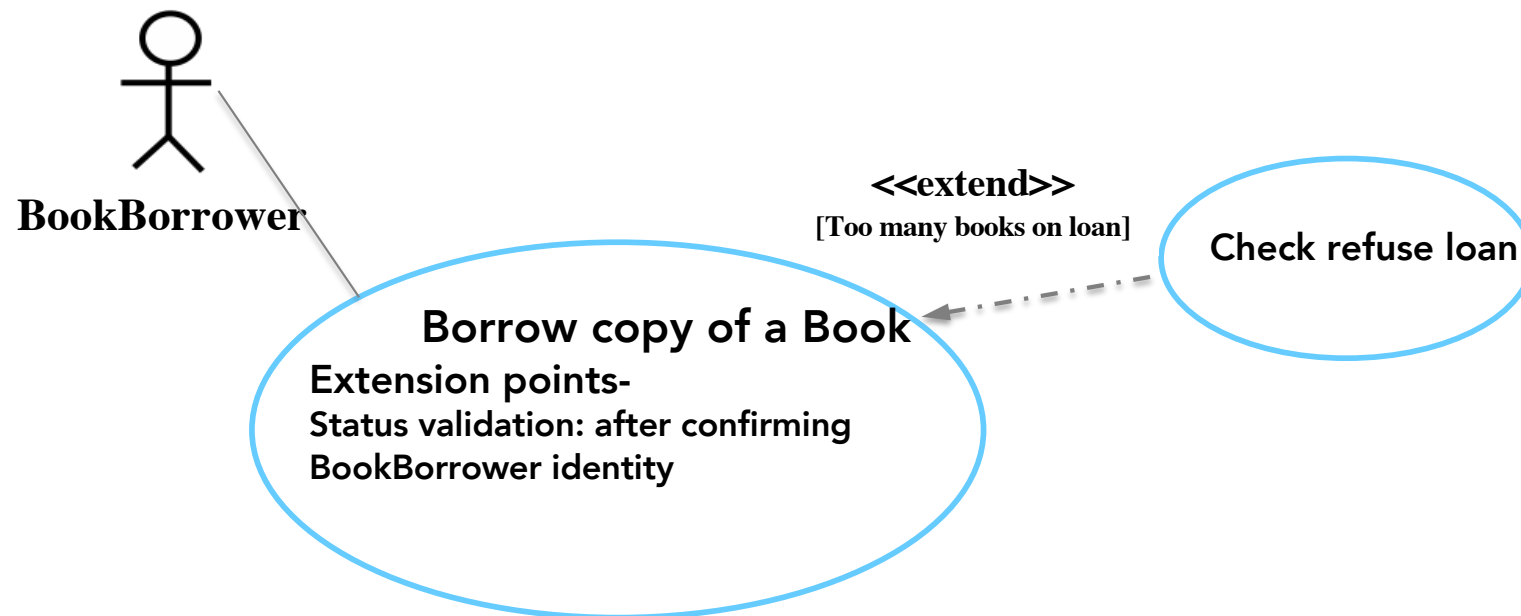 BookBorrower
<<extend>>
[Too many books on loan]
Check refuse loan
Borrow copy of a Book
Extension points-
Status validation: after confirming
BookBorrower identity